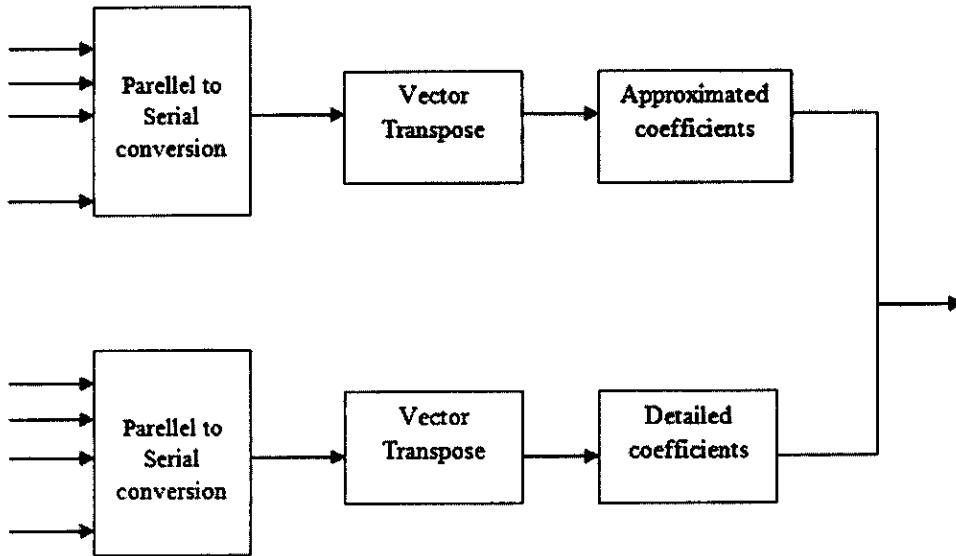 Parellel to
Serial
conversion
Vector
Transpose
Approximated
coefficients
Parellel to
Serial
conversion
Vector
Transpose
Detailed
coefficients